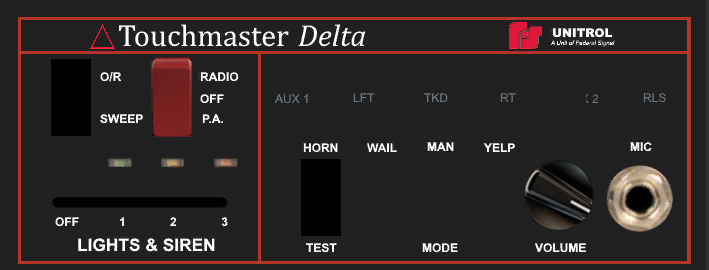 Touchmaster Delta
UNITROL
A Unit of Federal Signal
O/R
RADIO
OFF
SWEEP
P.A.
AUX 1
LFT
TKD
RT
2
RLS
HORN
WAIL
MAN
YELP
MIC
OFF
1
2
3
LIGHTS & SIREN
TEST
MODE
VOLUME